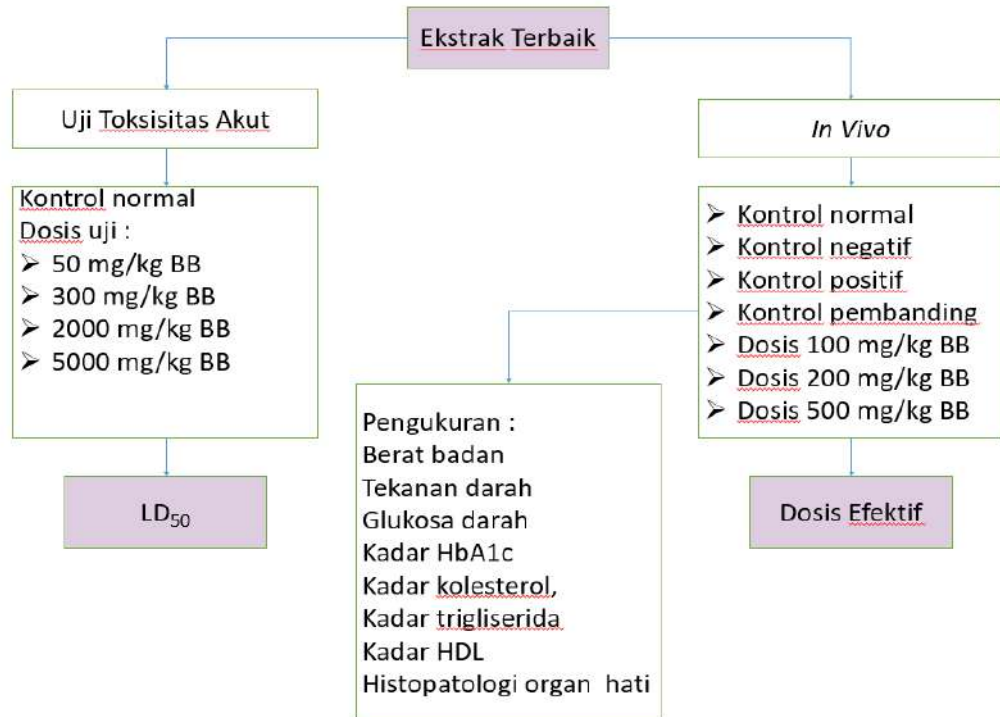 Ekstrak Terbaik
Uji Toksisitas Akut
In Vivo
Kontrol normal
Dosis uji :
➢ 50 mg/kg BB
➢ 300 mg/kg BB
➢ 2000 mg/kg BB
➢ 5000 mg/kg BB
➢ Kontrol normal
➢ Kontrol negatif
➢ Kontrol positif
➢ Kontrol pembanding
➢ Dosis 100 mg/kg BB
➢ Dosis 200 mg/kg BB
➢ Dosis 500 mg/kg BB
Pengukuran :
Berat badan
Tekanan darah
Glukosa darah
Kadar HbA1c
Kadar kolesterol,
Kadar trigliserida
Kadar HDL
Histopatologi organ hati
LD₅₀
Dosis Efektif